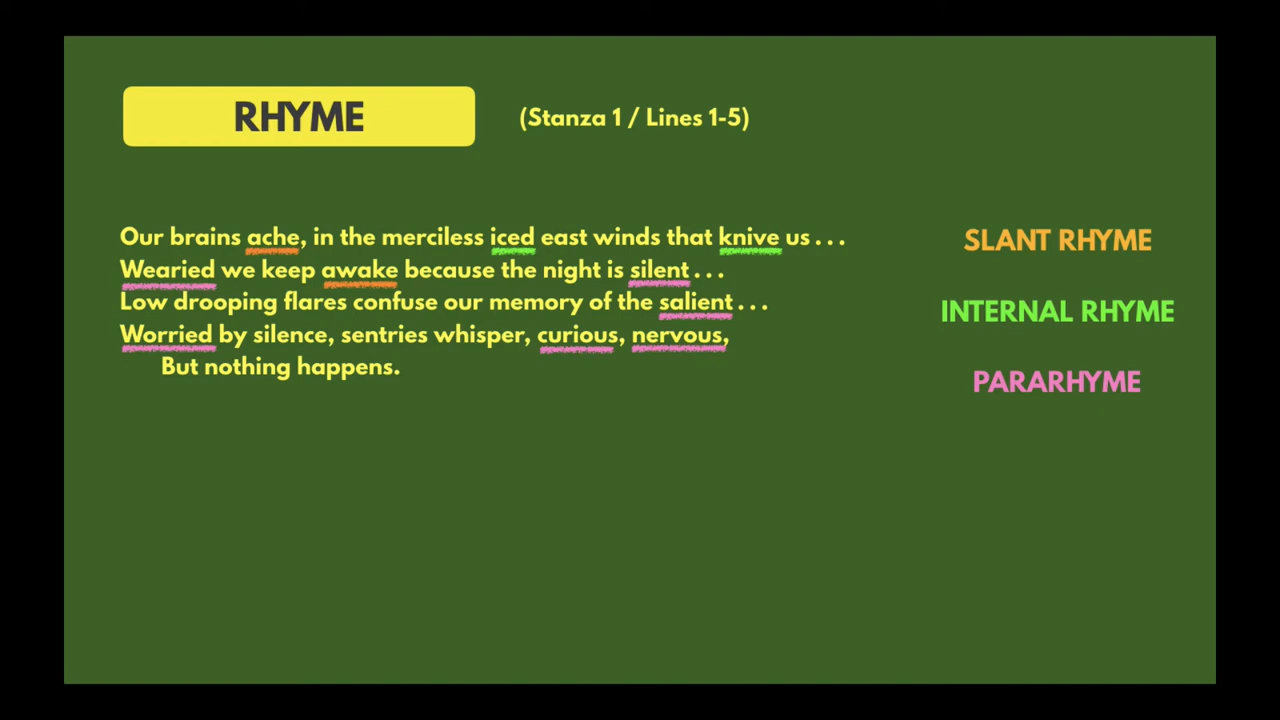 RHYME
(Stanza 1 / Lines 1-5)
Our brains ache, in the merciless iced east winds that knive us . . .
Wearied we keep awake because the night is silent . . .
Low drooping flares confuse our memory of the salient . . .
Worried by silence, sentries whisper, curious, nervous,
But nothing happens.
SLANT RHYME
INTERNAL RHYME
PARARHYME